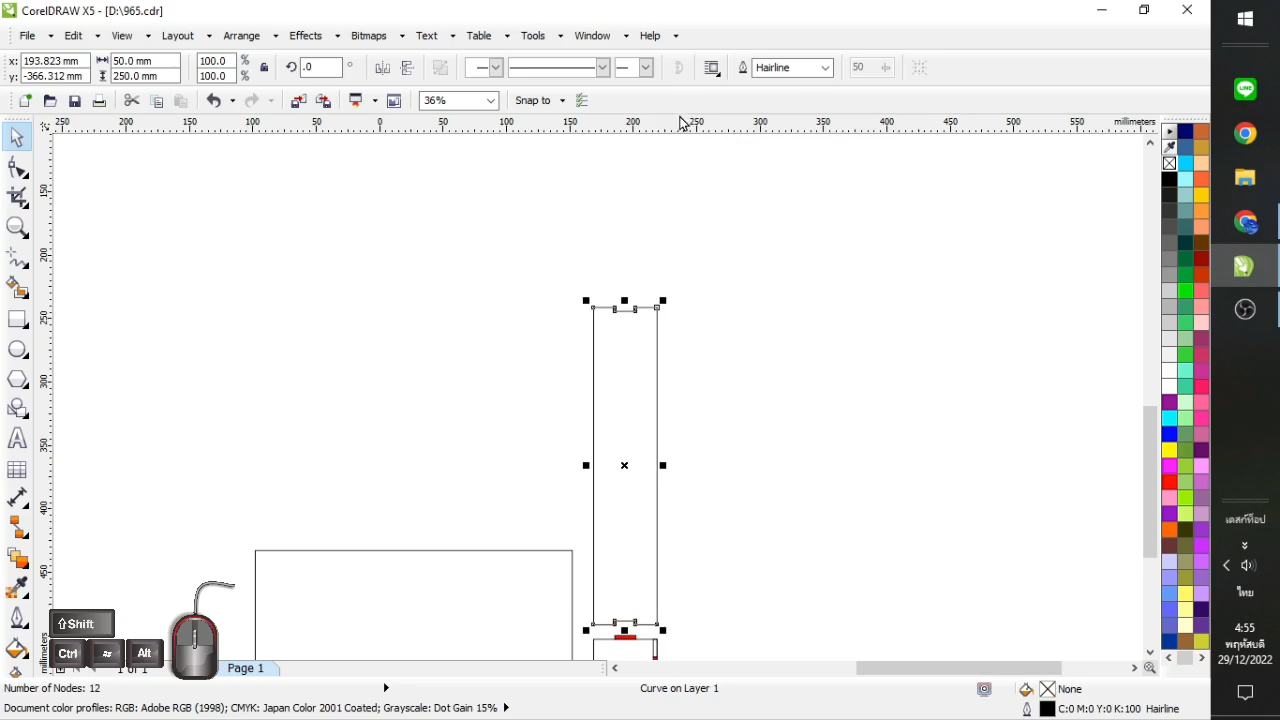 CorelDRAW X5 - [D:\965.cdr]
File Edit View Layout Arrange Effects Bitmaps Text Table Tools Window Help
x: 193.823 mm 50.0 mm 100.0 % .0 ° Hairline 50
y: -366.312 mm 250.0 mm 100.0 %
36% Snap to
250 200 150 100 50 0 50 100 150 200 250 300 350 400 450 500 550 millimeters
150
200
250
300
350
400
450
millimeters
Shift
Ctrl Alt
Page 1
1 of 1
Number of Nodes: 12 Curve on Layer 1 None
Document color profiles: RGB: Adobe RGB (1998); CMYK: Japan Color 2001 Coated; Grayscale: Dot Gain 15% C:0 M:0 Y:0 K:100 Hairline
LINE
เดสก์ท็อป
ไทย
4:55
พฤหัสบดี
29/12/2022